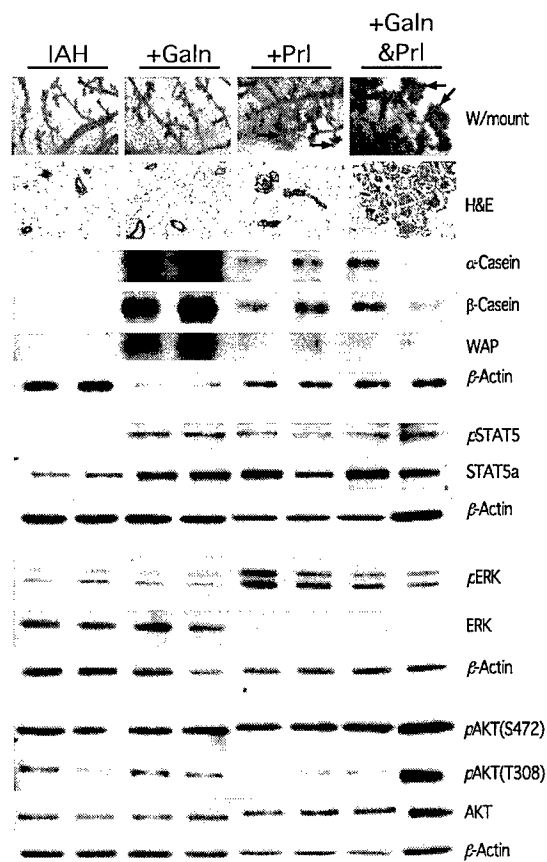 +Galn
IAH +Galn +Prl &Prl
W/mount
H&E
α-Casein
β-Casein
WAP
β-Actin
pSTAT5
STAT5a
β-Actin
pERK
ERK
β-Actin
pAKT(S472)
pAKT(T308)
AKT
β-Actin